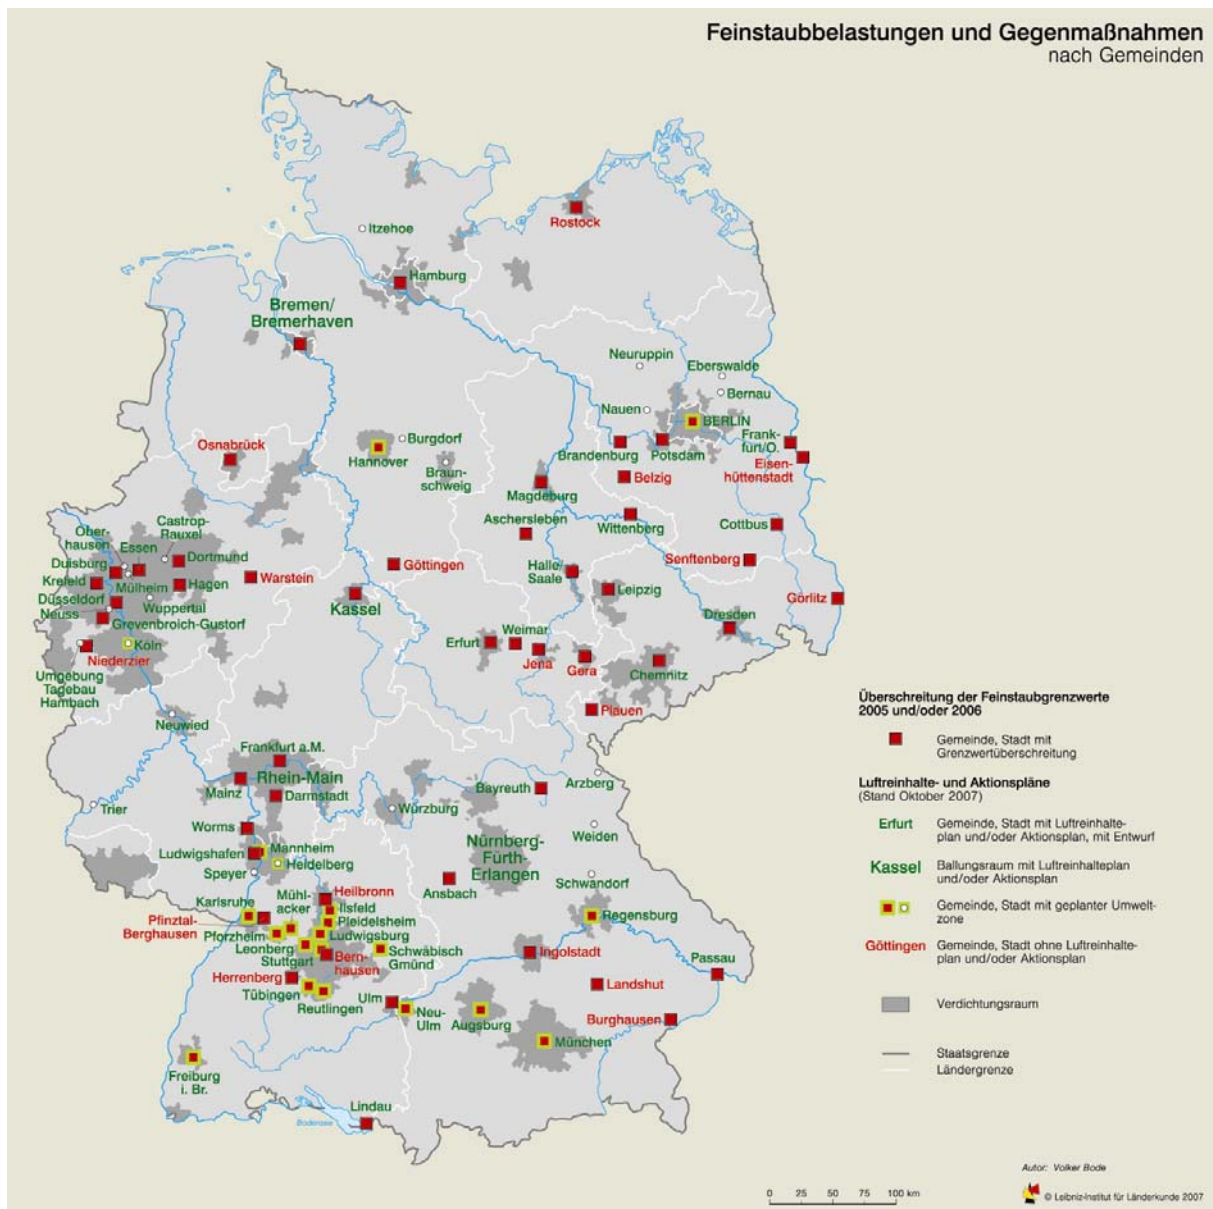 Feinstaubbelastungen und Gegenmaßnahmen
nach Gemeinden
Itzehoe
Rostock
Hamburg
Bremen/
Bremerhaven
Neuruppin
Eberswalde
Bernau
Nauen
BERLIN
Osnabrück
Burgdorf
Hannover
Braun-
schweig
Brandenburg
Potsdam
Frank-
furt/O.
Eisen-
hüttenstadt
Belzig
Magdeburg
Aschersleben
Wittenberg
Cottbus
Castrop-
Rauxel
Ober-
hausen
Essen
Dortmund
Duisburg
Krefeld
Mülheim
Hagen
Warstein
Göttingen
Halle/
Saale
Senftenberg
Düsseldorf
Wuppertal
Neuss
Kassel
Leipzig
Görlitz
Grevenbroich-Gustorf
Dresden
Köln
Niederzier
Erfurt
Weimar
Jena
Gera
Chemnitz
Umgebung
Tagebau
Hambach
Plauen
Neuwied
Frankfurt a.M.
Rhein-Main
Mainz
Darmstadt
Bayreuth
Arzberg
Trier
Würzburg
Worms
Weiden
Ludwigshafen
Mannheim
Heidelberg
Nürnberg-
Fürth-
Erlangen
Speyer
Ansbach
Schwandorf
Karlsruhe
Mühl-
acker
Heilbronn
Ilsfeld
Pfinztal-
Berghausen
Pleidelsheim
Regensburg
Pforzheim
Ludwigsburg
Leonberg
Schwäbisch
Gmünd
Stuttgart
Bern-
hausen
Ingolstadt
Passau
Herrenberg
Landshut
Tübingen
Reutlingen
Ulm
Neu-
Ulm
Augsburg
Burghausen
München
Freiburg
i. Br.
Lindau
Bodensee
Überschreitung der Feinstaubgrenzwerte
2005 und/oder 2006
Gemeinde, Stadt mit
Grenzwertüberschreitung
Luftreinhalte- und Aktionspläne
(Stand Oktober 2007)
Erfurt
Gemeinde, Stadt mit Luftreinhalte-
plan und/oder Aktionsplan, mit Entwurf
Kassel
Ballungsraum mit Luftreinhalteplan
und/oder Aktionsplan
Gemeinde, Stadt mit geplanter Umwelt-
zone
Göttingen
Gemeinde, Stadt ohne Luftreinhalte-
plan und/oder Aktionsplan
Verdichtungsraum
Staatsgrenze
Ländergrenze
Autor: Volker Bode
0 25 50 75 100 km
© Leibniz-Institut für Länderkunde 2007